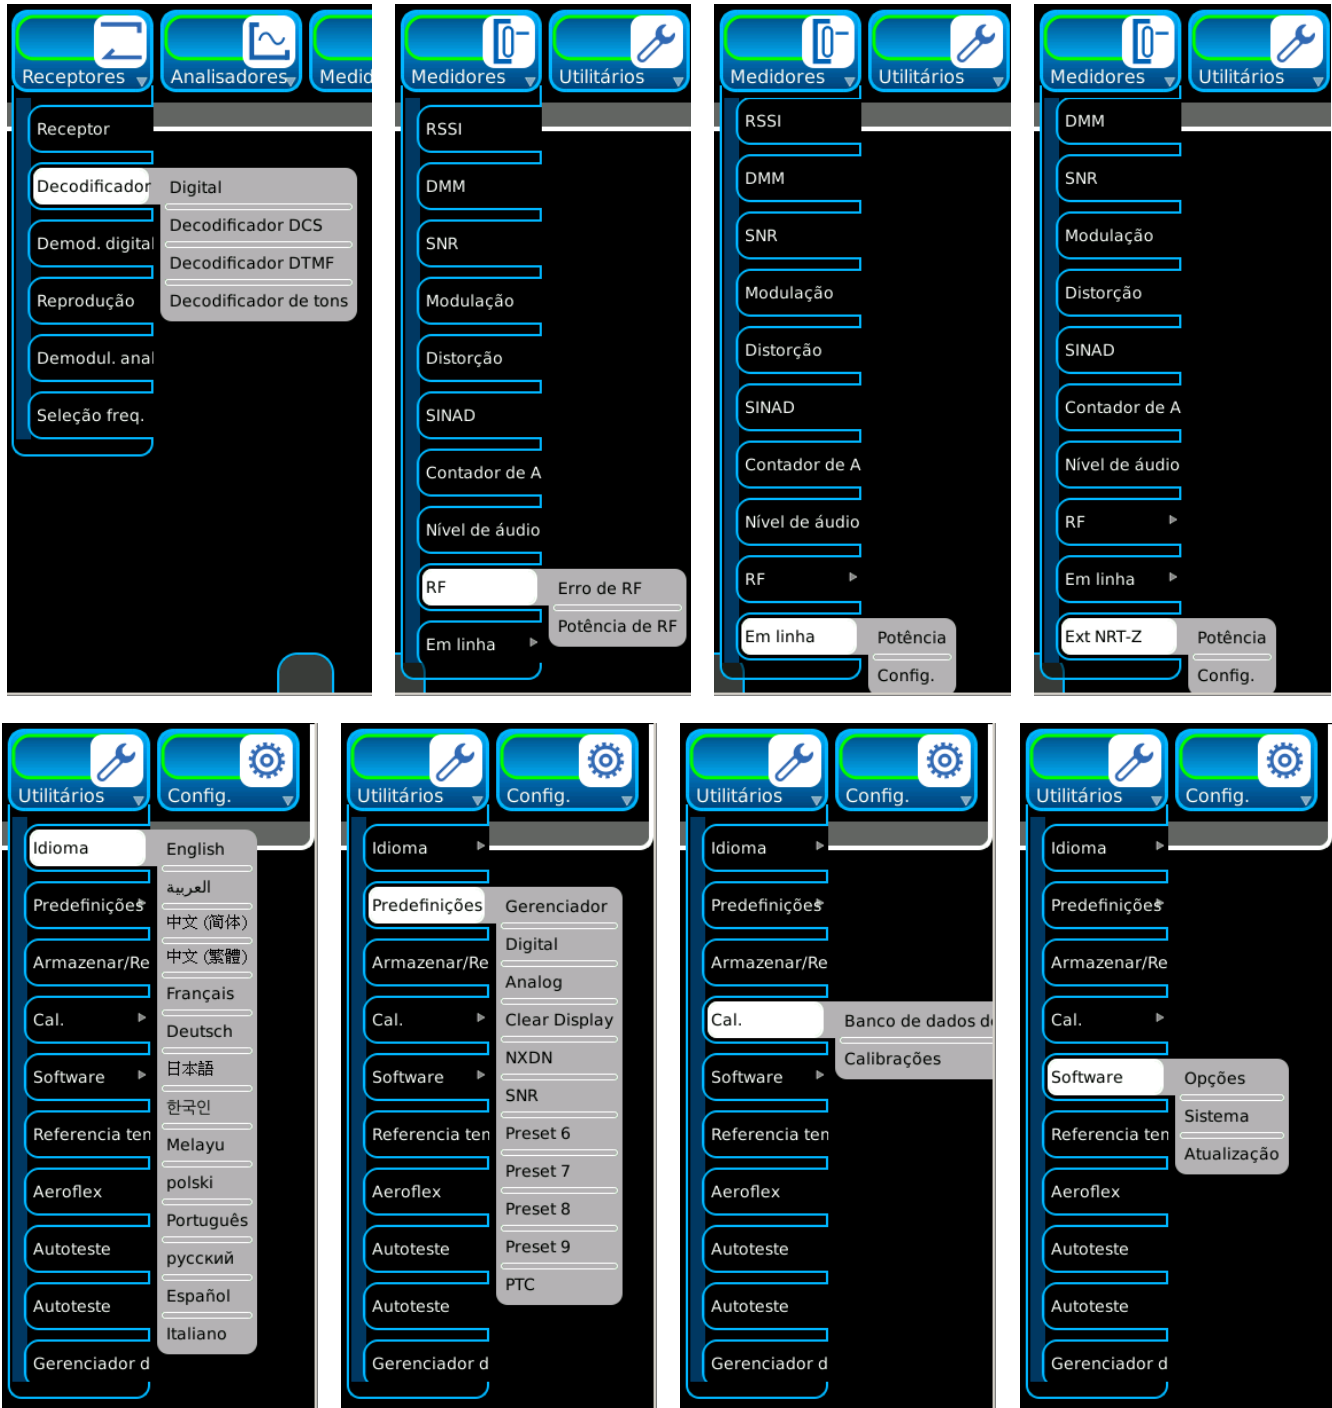 Receptores
Analisadores
Receptor
Decodificador
Digital
Decodificador DCS
Demod. digital
Decodificador DTMF
Reprodução
Decodificador de tons
Demodul. anal
Seleção freq.
Medidores
Utilitários
RSSI
DMM
SNR
Modulação
Distorção
SINAD
Contador de A
Nível de áudio
RF
Erro de RF
Potência de RF
Em linha
Medidores
Utilitários
RSSI
DMM
SNR
Modulação
Distorção
SINAD
Contador de A
Nível de áudio
RF
Em linha
Potência
Config.
Medidores
Utilitários
DMM
SNR
Modulação
Distorção
SINAD
Contador de A
Nível de áudio
RF
Em linha
Ext NRT-Z
Potência
Config.
Utilitários
Config.
Idioma
English
العربية
Predefinições
中文 (简体)
中文 (繁體)
Armazenar/Re
Français
Cal.
Deutsch
日本語
Software
한국인
Referencia ten
Melayu
polski
Aeroflex
Português
Autoteste
русский
Español
Autoteste
Italiano
Gerenciador d
Utilitários
Config.
Idioma
Predefinições
Gerenciador
Digital
Armazenar/Re
Analog
Cal.
Clear Display
NXDN
Software
SNR
Referencia ten
Preset 6
Preset 7
Aeroflex
Preset 8
Autoteste
Preset 9
PTC
Autoteste
Gerenciador d
Utilitários
Config.
Idioma
Predefinições
Armazenar/Re
Cal.
Banco de dados de
Calibrações
Software
Referencia ten
Aeroflex
Autoteste
Autoteste
Gerenciador d
Utilitários
Config.
Idioma
Predefinições
Armazenar/Re
Cal.
Software
Opções
Sistema
Referencia ten
Atualização
Aeroflex
Autoteste
Autoteste
Gerenciador d